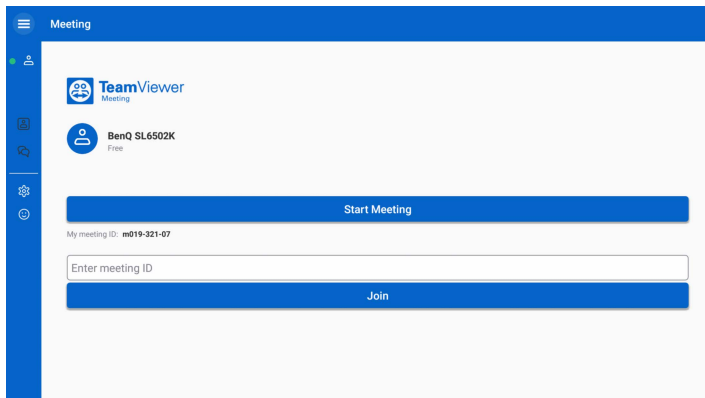 Meeting
TeamViewer
Meeting
BenQ SL6502K
Free
Start Meeting
My meeting ID: m019-321-07
Enter meeting ID
Join